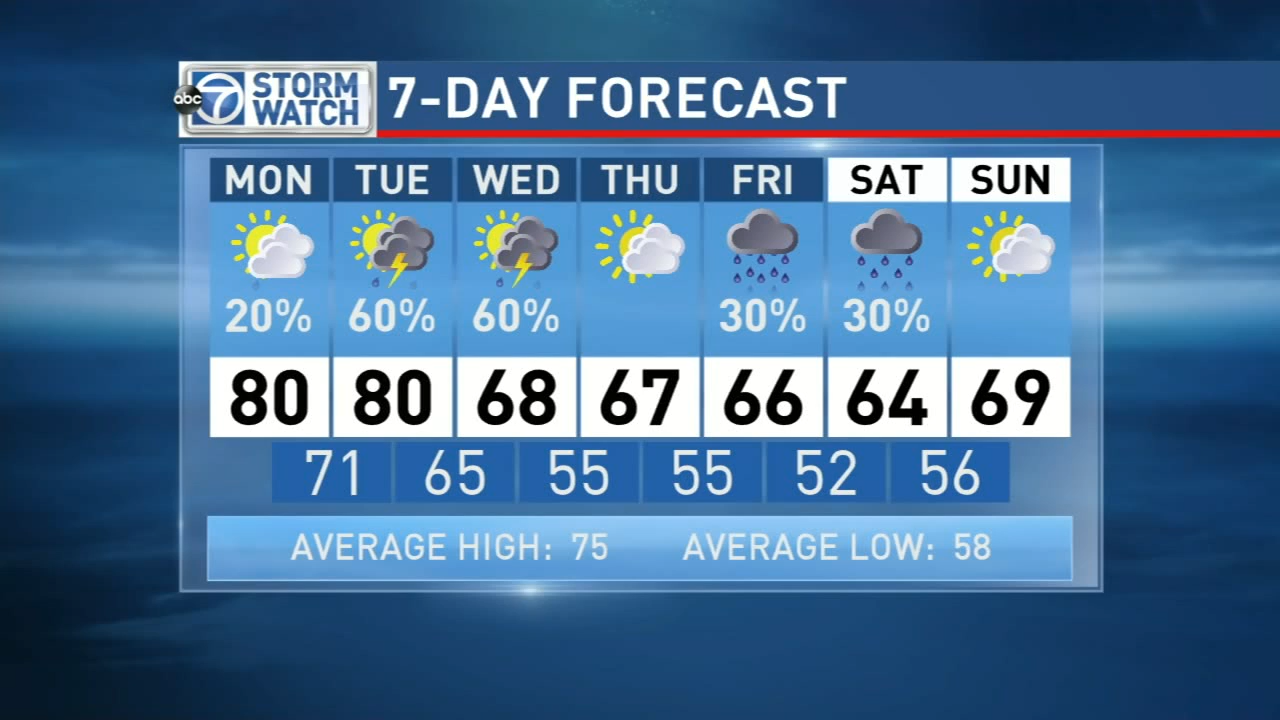 abc 7 STORM WATCH
7-DAY FORECAST
MON TUE WED THU FRI SAT SUN
20% 60% 60% 30% 30%
80 80 68 67 66 64 69
71 65 55 55 52 56
AVERAGE HIGH: 75 AVERAGE LOW: 58